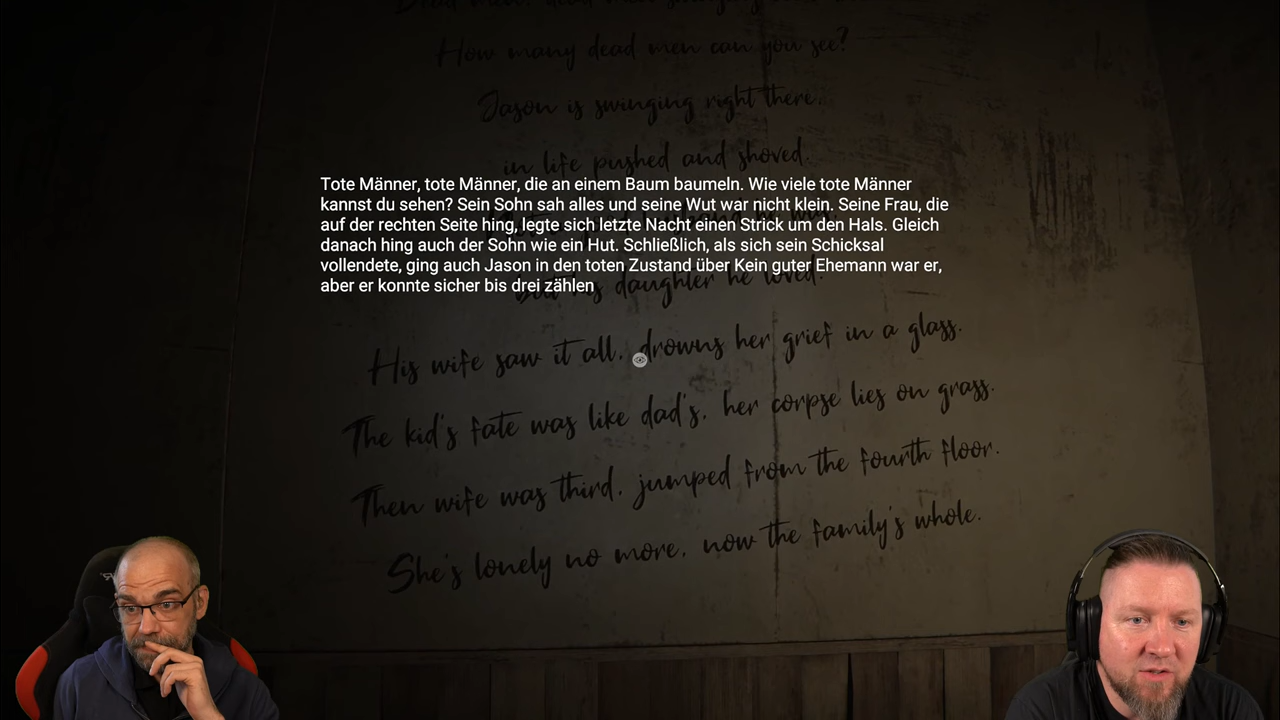 How many dead men can you see?
Jason is swinging right there.
in life pushed and shoved.
Tote Männer, tote Männer, die an einem Baum baumeln. Wie viele tote Männer
kannst du sehen? Sein Sohn sah alles und seine Wut war nicht klein. Seine Frau, die
auf der rechten Seite hing, legte sich letzte Nacht einen Strick um den Hals. Gleich
danach hing auch der Sohn wie ein Hut. Schließlich, als sich sein Schicksal
vollendete, ging auch Jason in den toten Zustand über Kein guter Ehemann war er,
aber er konnte sicher bis drei zählen
his daughter he loved.
His wife saw it all, drowns her grief in a glass.
The kid's fate was like dad's, her corpse lies on grass.
Then wife was third, jumped from the fourth floor.
She's lonely no more, now the family's whole.